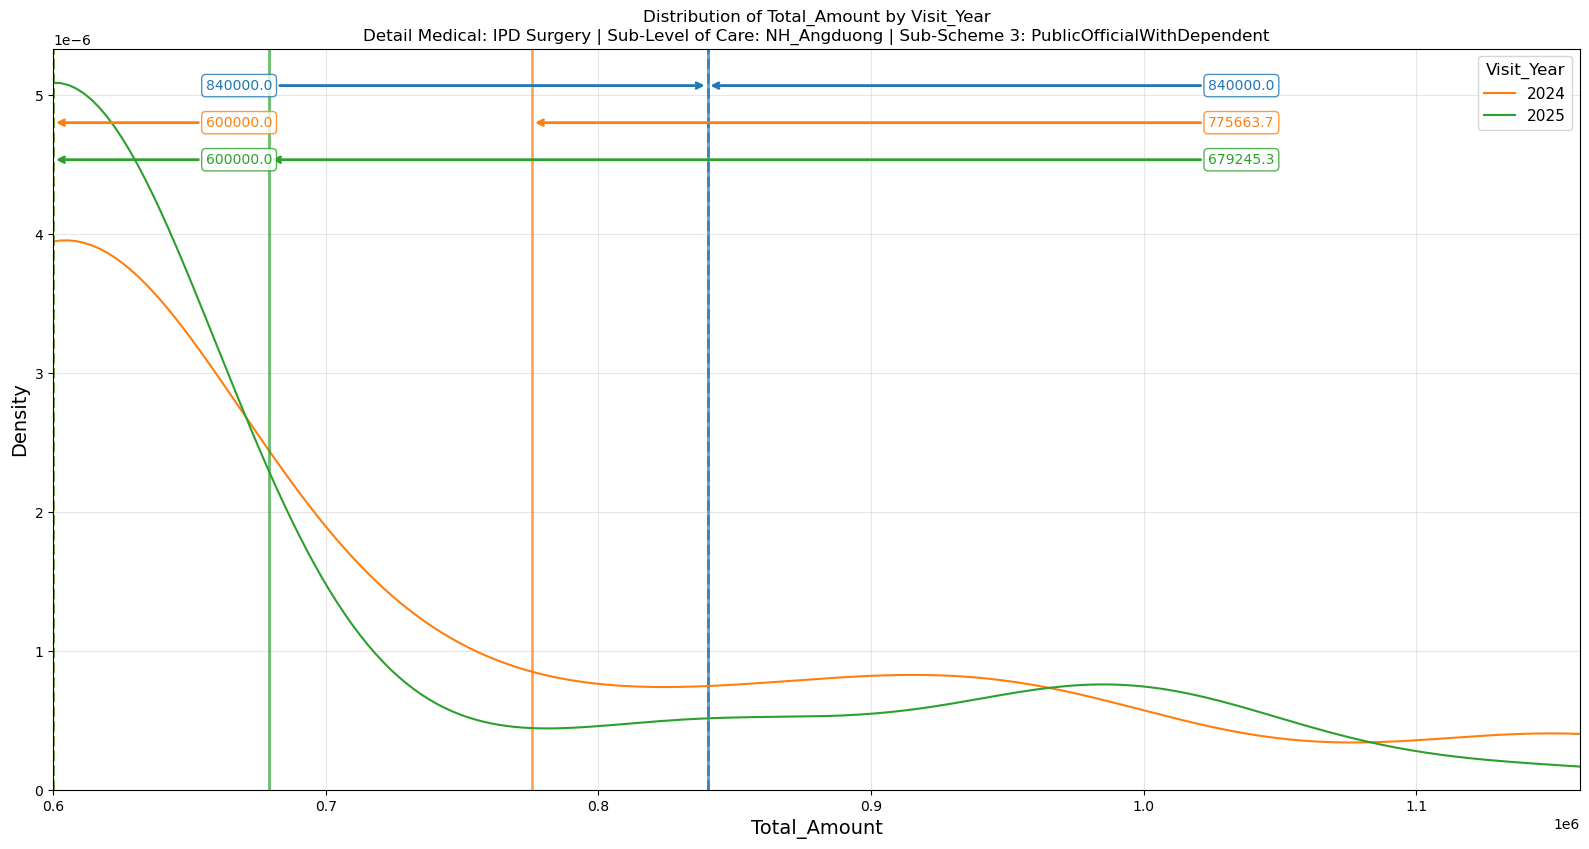 Distribution of Total_Amount by Visit_Year
Detail Medical: IPD Surgery | Sub-Level of Care: NH_Angduong | Sub-Scheme 3: PublicOfficialWithDependent
1e−6
840000.0
840000.0
600000.0
775663.7
600000.0
679245.3
Visit_Year
2024
2025
5
4
3
2
1
0
Density
0.6
0.7
0.8
0.9
1.0
1.1
1e6
Total_Amount